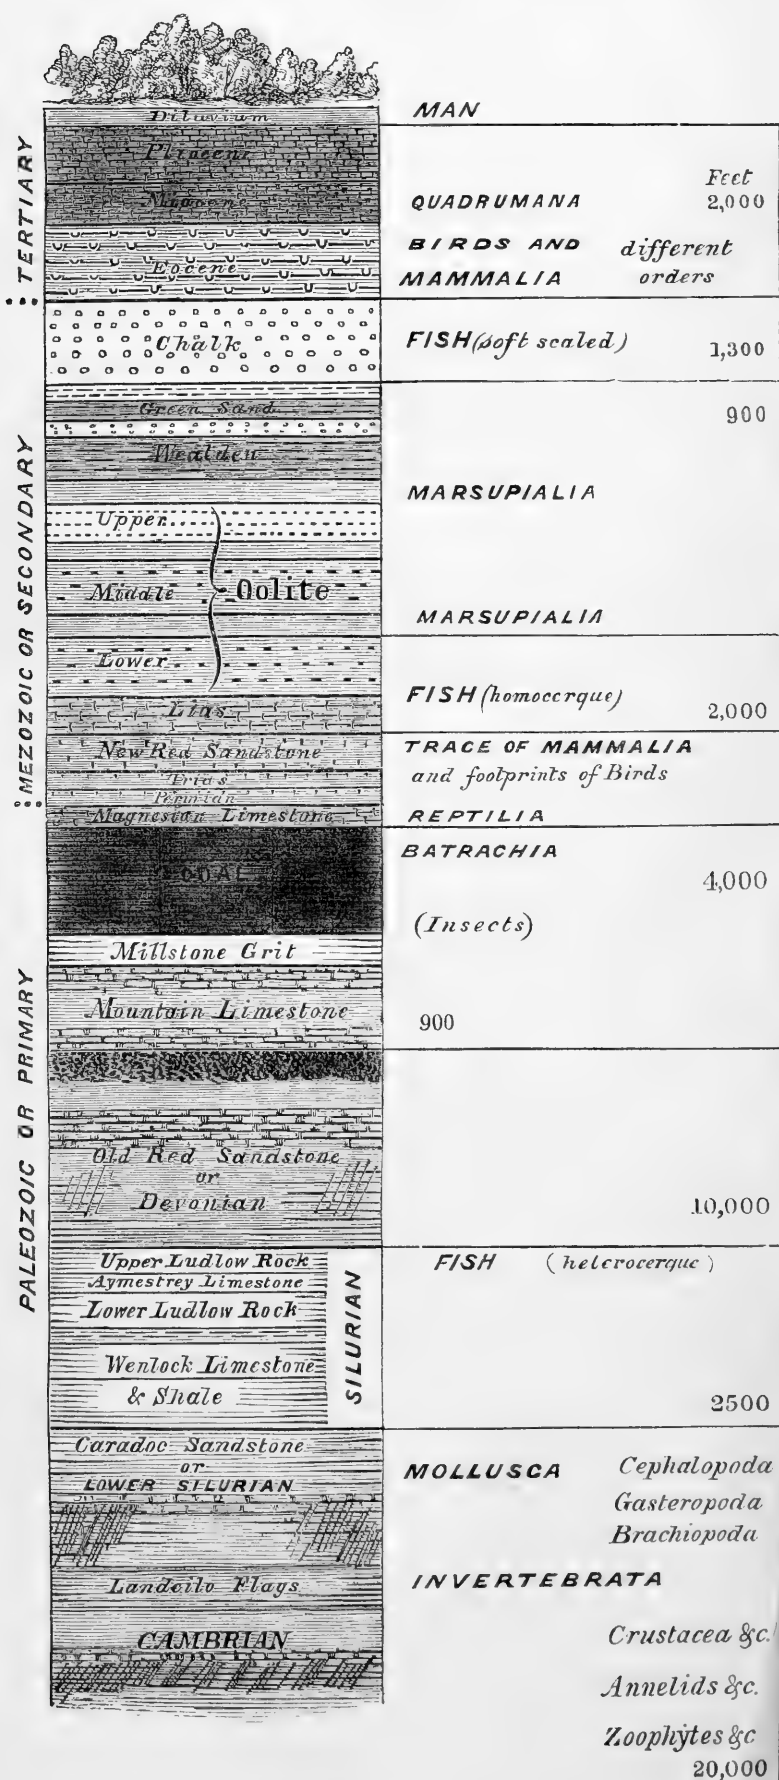 Diluvium
MAN
TERTIARY
Pliocene
Miocene
QUADRUMANA
Feet
2,000
Eocene
BIRDS AND
MAMMALIA
different
orders
Chalk
FISH (soft scaled)
1,300
MEZOZOIC OR SECONDARY
Green Sand
900
Wealden
MARSUPIALIA
Upper
Middle
Oolite
MARSUPIALIA
Lower
FISH (homocerque)
2,000
Lias
New Red Sandstone
TRACE OF MAMMALIA
and footprints of Birds
Trias
Permian
Magnesian Limestone
REPTILIA
PALEOZOIC OR PRIMARY
COAL
BATRACHIA
4,000
(Insects)
Millstone Grit
Mountain Limestone
900
Old Red Sandstone
or
Devonian
10,000
Upper Ludlow Rock
FISH (heterocerque)
Aymestrey Limestone
Lower Ludlow Rock
SILURIAN
Wenlock Limestone
& Shale
2500
Caradoc Sandstone
or
LOWER SILURIAN
MOLLUSCA
Cephalopoda
Gasteropoda
Brachiopoda
Landeilo Flags
INVERTEBRATA
CAMBRIAN
Crustacea &c.
Annelids &c.
Zoophytes &c
20,000